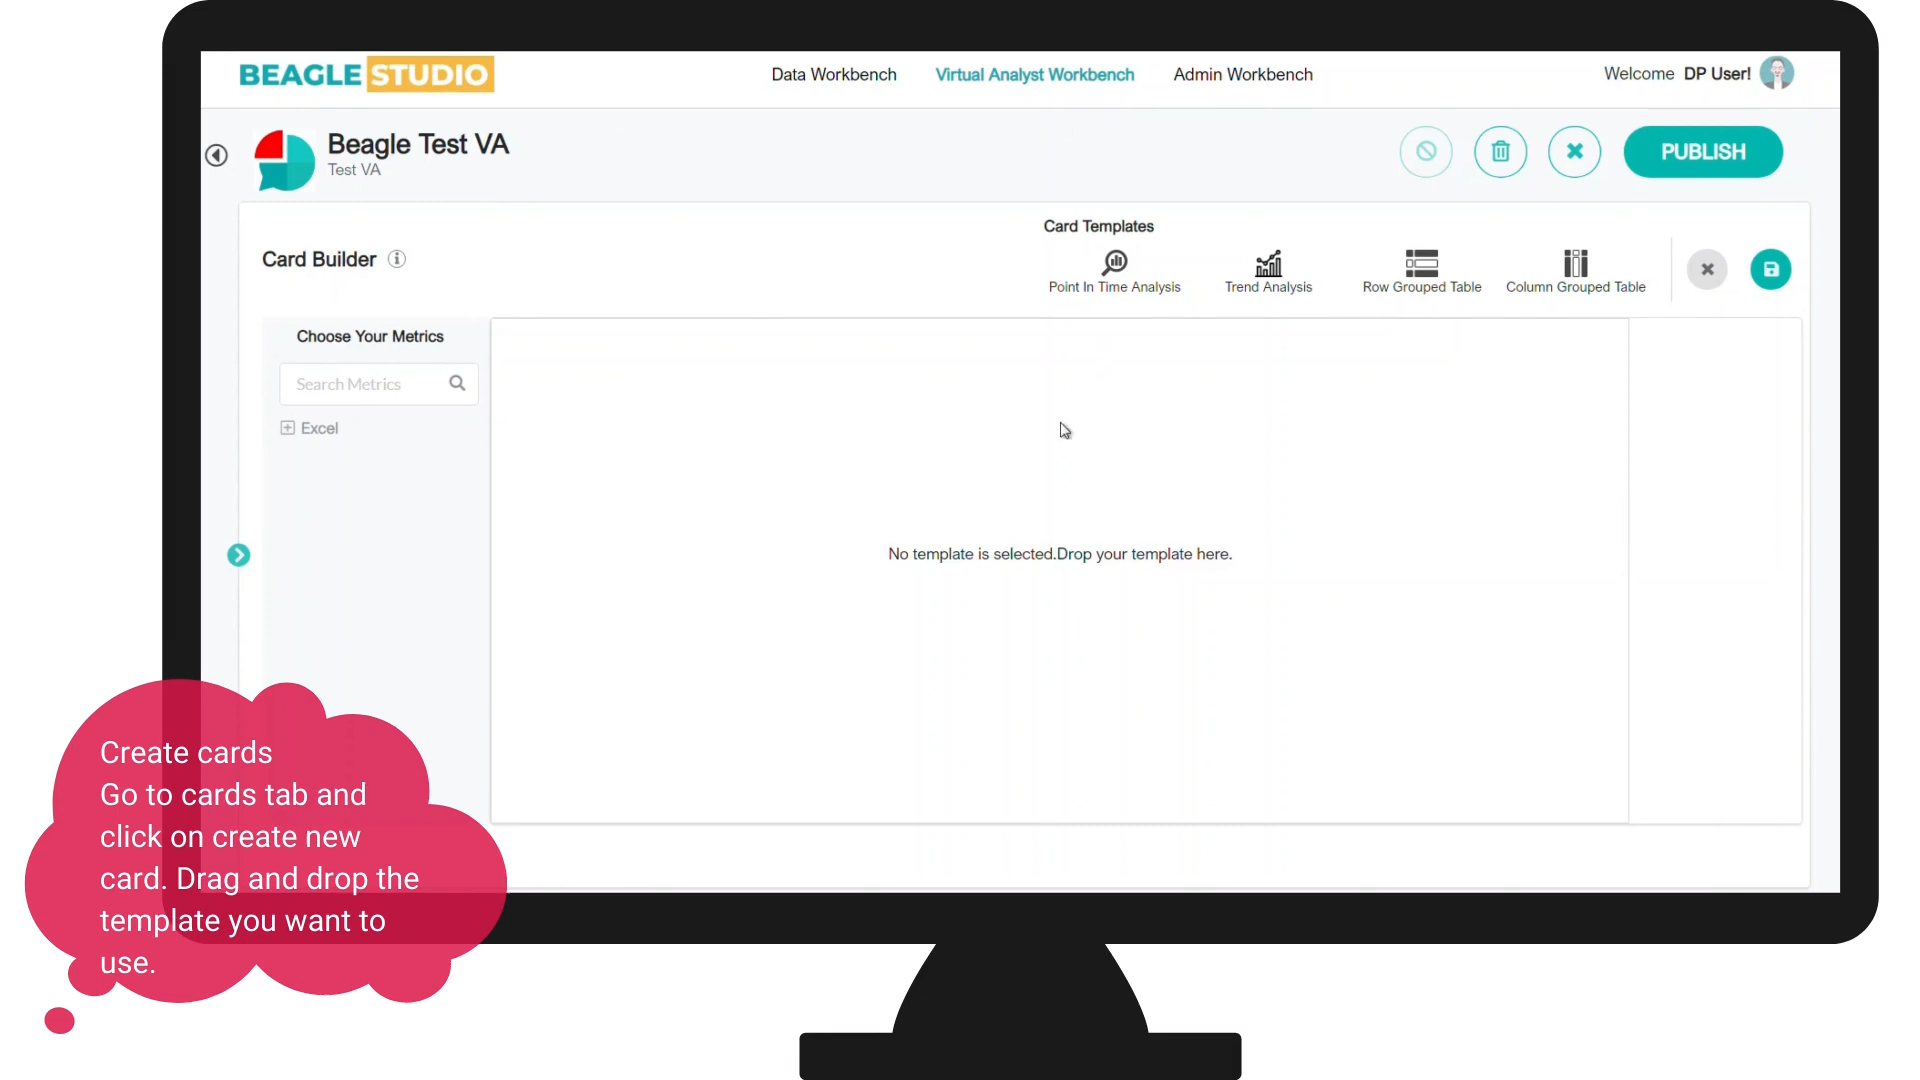 BEAGLE STUDIO
Data Workbench
Virtual Analyst Workbench
Admin Workbench
Welcome DP User!
Beagle Test VA
Test VA
PUBLISH
Card Templates
Card Builder
Point In Time Analysis
Trend Analysis
Row Grouped Table
Column Grouped Table
Choose Your Metrics
Search Metrics
Excel
No template is selected.Drop your template here.
Create cards
Go to cards tab and
click on create new
card. Drag and drop the
template you want to
use.